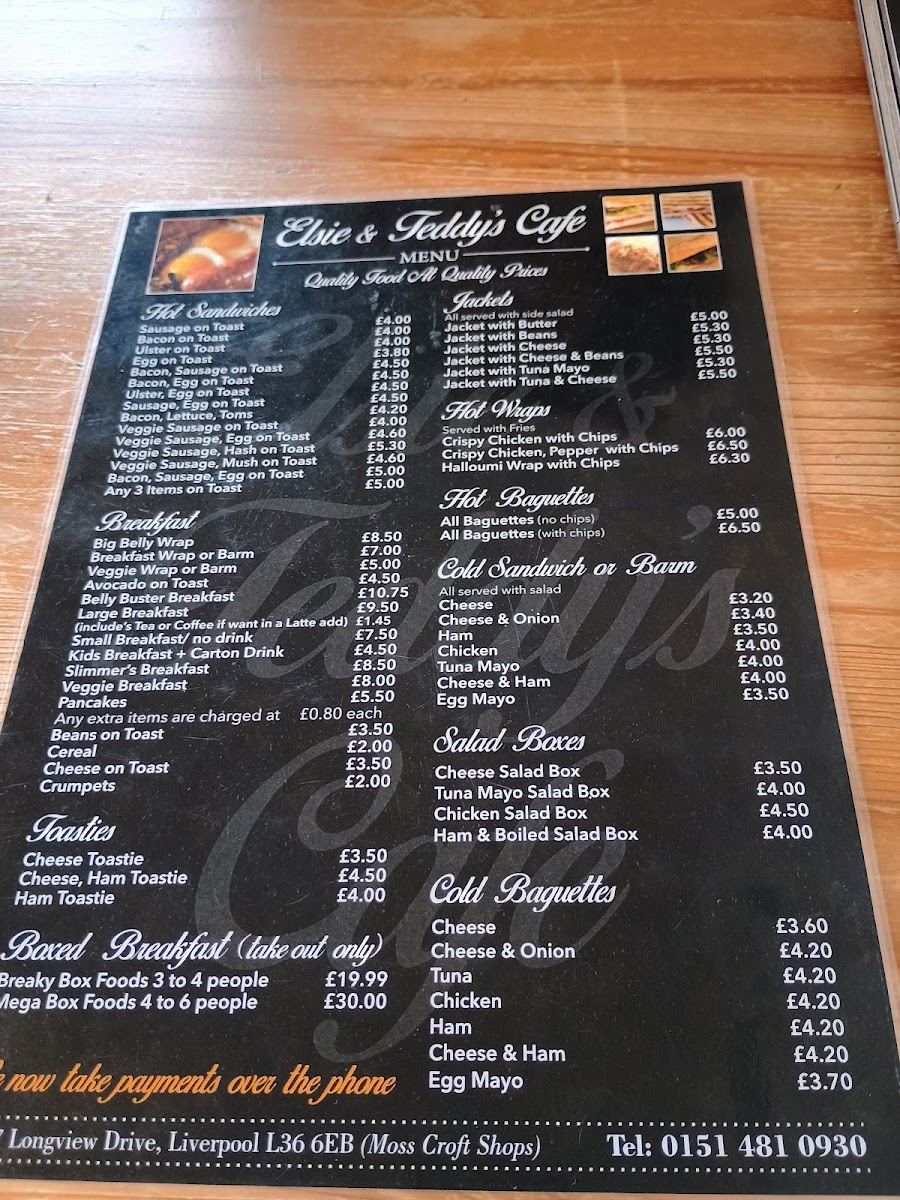 Elsie & Teddy's Cafe
MENU
Quality Food At Quality Prices
Hot Sandwiches
Sausage on Toast £4.00
Bacon on Toast £4.00
Ulster on Toast £4.00
Egg on Toast £3.80
Bacon, Sausage on Toast £4.50
Bacon, Egg on Toast £4.50
Ulster, Egg on Toast £4.50
Sausage, Egg on Toast £4.50
Bacon, Lettuce, Toms £4.20
Veggie Sausage on Toast £4.00
Veggie Sausage, Egg on Toast £4.60
Veggie Sausage, Hash on Toast £5.30
Veggie Sausage, Mush on Toast £4.60
Bacon, Sausage, Egg on Toast £5.00
Any 3 Items on Toast £5.00
Breakfast
Big Belly Wrap £8.50
Breakfast Wrap or Barm £7.00
Veggie Wrap or Barm £5.00
Avocado on Toast £4.50
Belly Buster Breakfast £10.75
Large Breakfast £9.50
(include's Tea or Coffee if want in a Latte add) £1.45
Small Breakfast/ no drink £7.50
Kids Breakfast + Carton Drink £4.50
Slimmer's Breakfast £8.50
Veggie Breakfast £8.00
Pancakes £5.50
Any extra items are charged at £0.80 each
Beans on Toast £3.50
Cereal £2.00
Cheese on Toast £3.50
Crumpets £2.00
Toasties
Cheese Toastie £3.50
Cheese, Ham Toastie £4.50
Ham Toastie £4.00
Boxed Breakfast (take out only)
Breaky Box Foods 3 to 4 people £19.99
Mega Box Foods 4 to 6 people £30.00
now take payments over the phone
Jackets
All served with side salad
Jacket with Butter £5.00
Jacket with Beans £5.30
Jacket with Cheese £5.30
Jacket with Cheese & Beans £5.50
Jacket with Tuna Mayo £5.30
Jacket with Tuna & Cheese £5.50
Hot Wraps
Served with Fries
Crispy Chicken with Chips £6.00
Crispy Chicken, Pepper with Chips £6.50
Halloumi Wrap with Chips £6.30
Hot Baguettes
All Baguettes (no chips) £5.00
All Baguettes (with chips) £6.50
Cold Sandwich or Barm
All served with salad
Cheese £3.20
Cheese & Onion £3.40
Ham £3.50
Chicken £4.00
Tuna Mayo £4.00
Cheese & Ham £4.00
Egg Mayo £3.50
Salad Boxes
Cheese Salad Box £3.50
Tuna Mayo Salad Box £4.00
Chicken Salad Box £4.50
Ham & Boiled Salad Box £4.00
Cold Baguettes
Cheese £3.60
Cheese & Onion £4.20
Tuna £4.20
Chicken £4.20
Ham £4.20
Cheese & Ham £4.20
Egg Mayo £3.70
Elsie & Teddy's Cafe
7 Longview Drive, Liverpool L36 6EB (Moss Croft Shops) Tel: 0151 481 0930